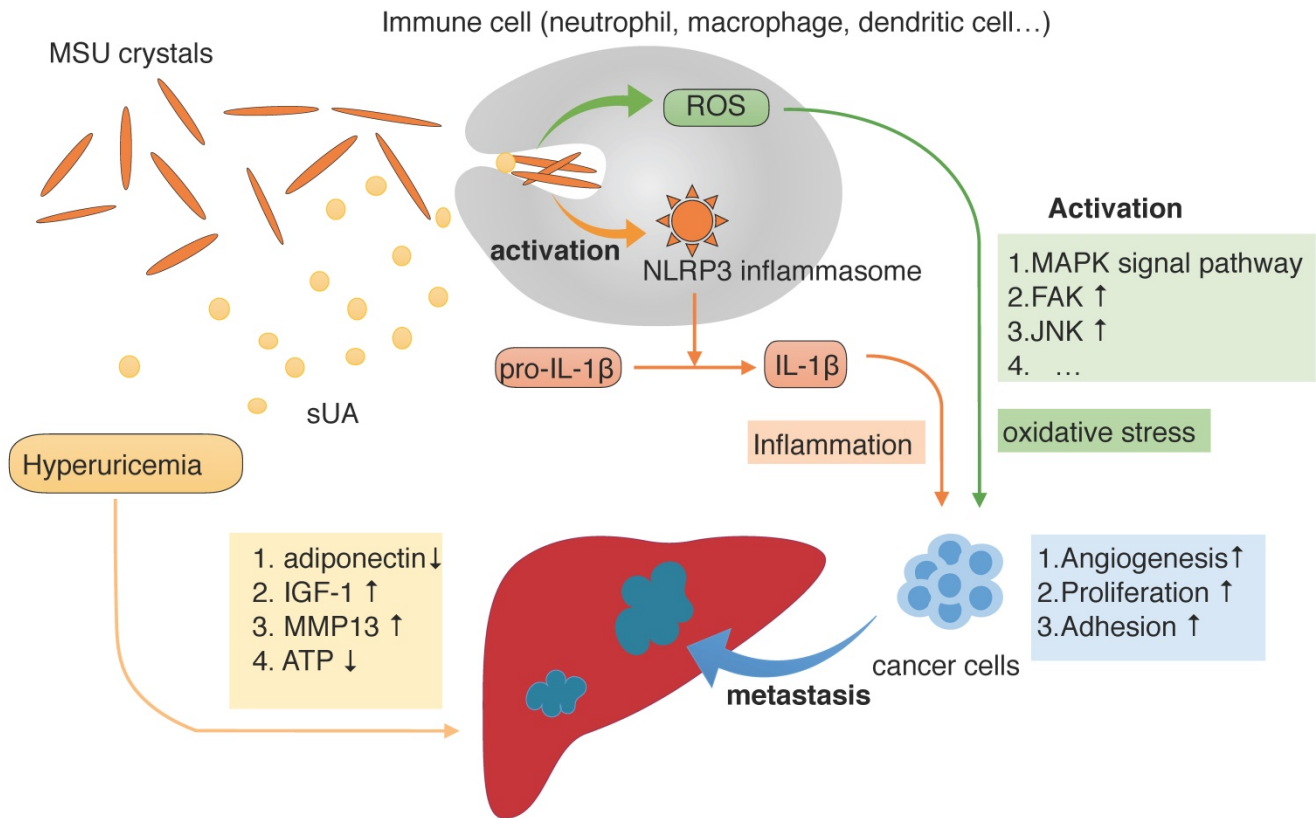 Immune cell (neutrophil, macrophage, dendritic cell…)
MSU crystals
ROS
activation
NLRP3 inflammasome
pro-IL-1β
IL-1β
sUA
Hyperuricemia
Inflammation
Activation
1.MAPK signal pathway
2.FAK ↑
3.JNK ↑
4. …
oxidative stress
1. adiponectin↓
2. IGF-1 ↑
3. MMP13 ↑
4. ATP ↓
cancer cells
metastasis
1.Angiogenesis↑
2.Proliferation ↑
3.Adhesion ↑